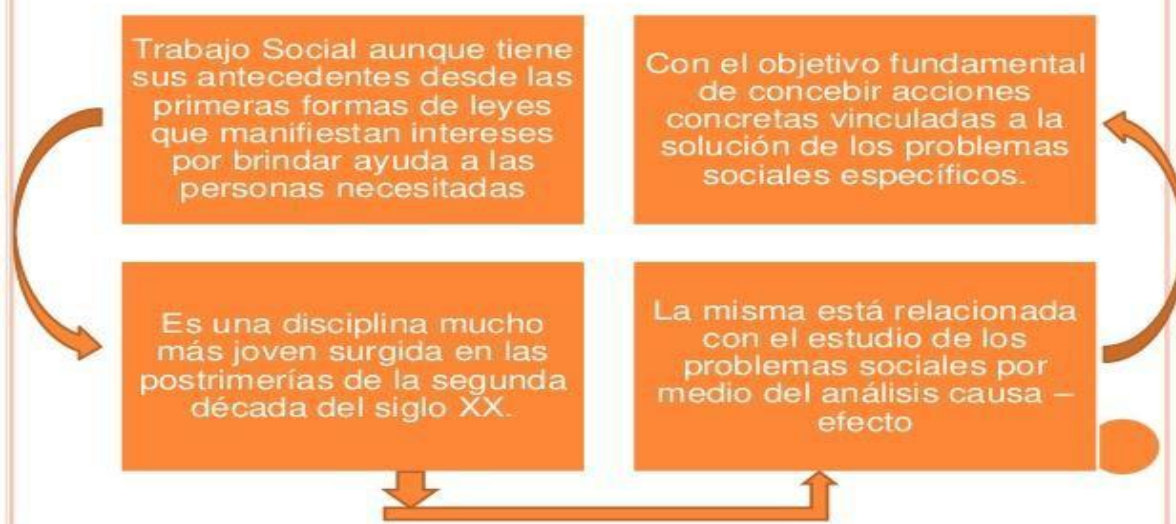 Trabajo Social aunque tiene
sus antecedentes desde las
primeras formas de leyes
que manifiestan intereses
por brindar ayuda a las
personas necesitadas
Es una disciplina mucho
más joven surgida en las
postrimerías de la segunda
década del siglo XX.
La misma está relacionada
con el estudio de los
problemas sociales por
medio del análisis causa –
efecto
Con el objetivo fundamental
de concebir acciones
concretas vinculadas a la
solución de los problemas
sociales específicos.